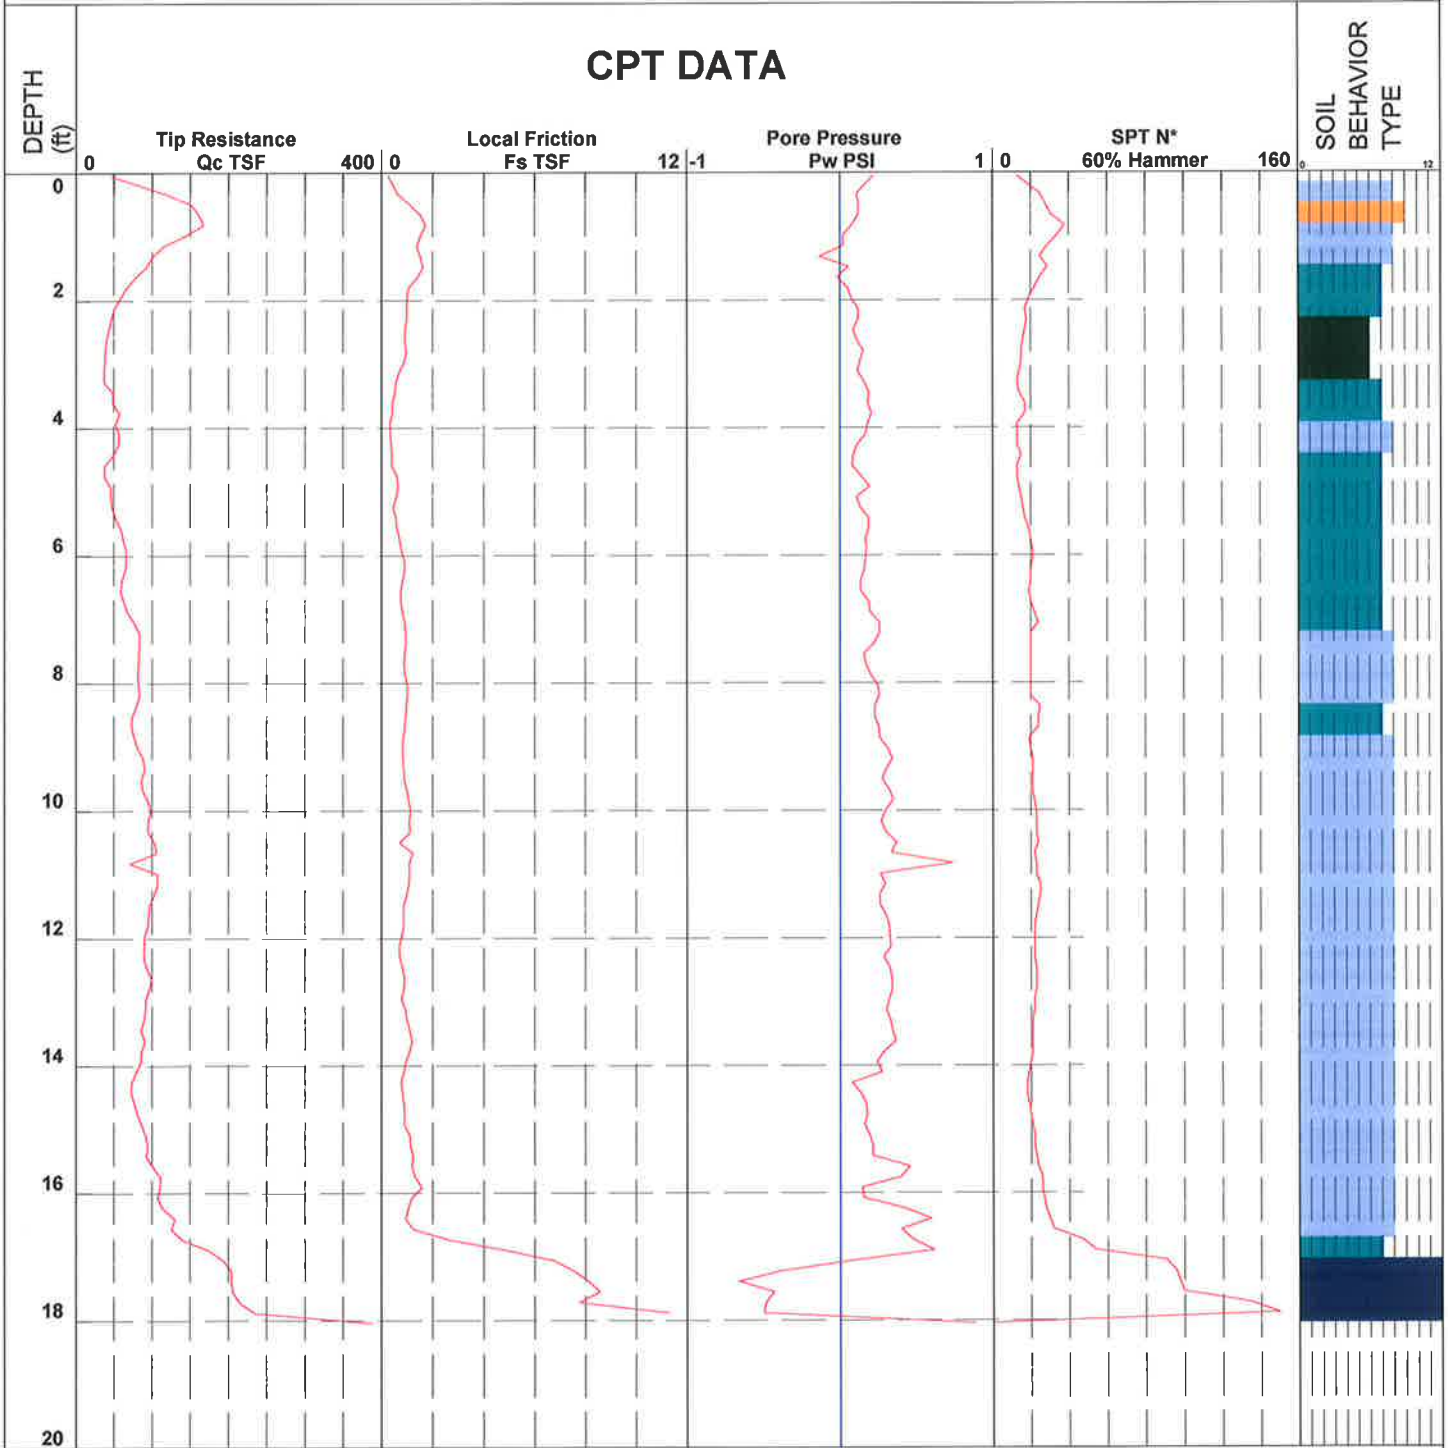 CPT DATA
DEPTH
(ft)
Tip Resistance
0 Qc TSF 400
Local Friction
0 Fs TSF 12
Pore Pressure
-1 Pw PSI 1
SPT N*
0 60% Hammer 160
SOIL
BEHAVIOR
TYPE
0 12
0
2
4
6
8
10
12
14
16
18
20